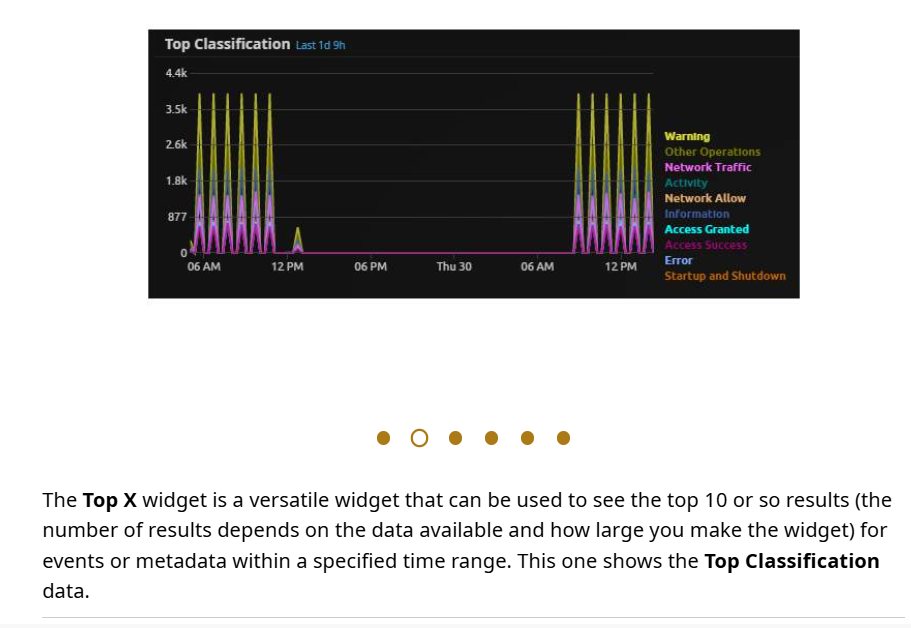 Top Classification Last 1d 9h
4.4k
3.5k
2.6k
1.8k
877
0
06 AM 12 PM 06 PM Thu 30 06 AM 12 PM
Warning
Other Operations
Network Traffic
Activity
Network Allow
Information
Access Granted
Access Success
Error
Startup and Shutdown
The Top X widget is a versatile widget that can be used to see the top 10 or so results (the
number of results depends on the data available and how large you make the widget) for
events or metadata within a specified time range. This one shows the Top Classification
data.